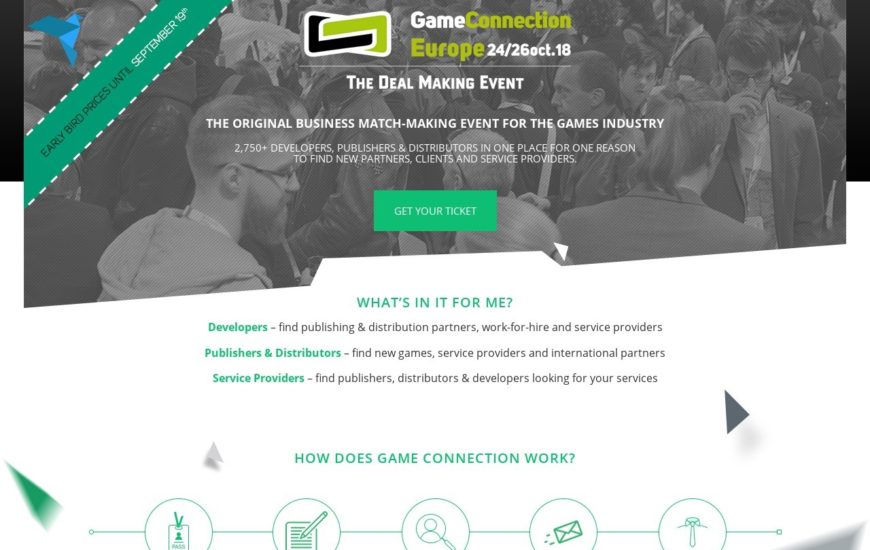 EARLY BIRD PRICES UNTIL SEPTEMBER 19th
GameConnection
Europe 24/26oct.18
THE DEAL MAKING EVENT
THE ORIGINAL BUSINESS MATCH-MAKING EVENT FOR THE GAMES INDUSTRY
2,750+ DEVELOPERS, PUBLISHERS & DISTRIBUTORS IN ONE PLACE FOR ONE REASON
TO FIND NEW PARTNERS, CLIENTS AND SERVICE PROVIDERS.
GET YOUR TICKET
WHAT'S IN IT FOR ME?
Developers – find publishing & distribution partners, work-for-hire and service providers
Publishers & Distributors – find new games, service providers and international partners
Service Providers – find publishers, distributors & developers looking for your services
HOW DOES GAME CONNECTION WORK?
PASS